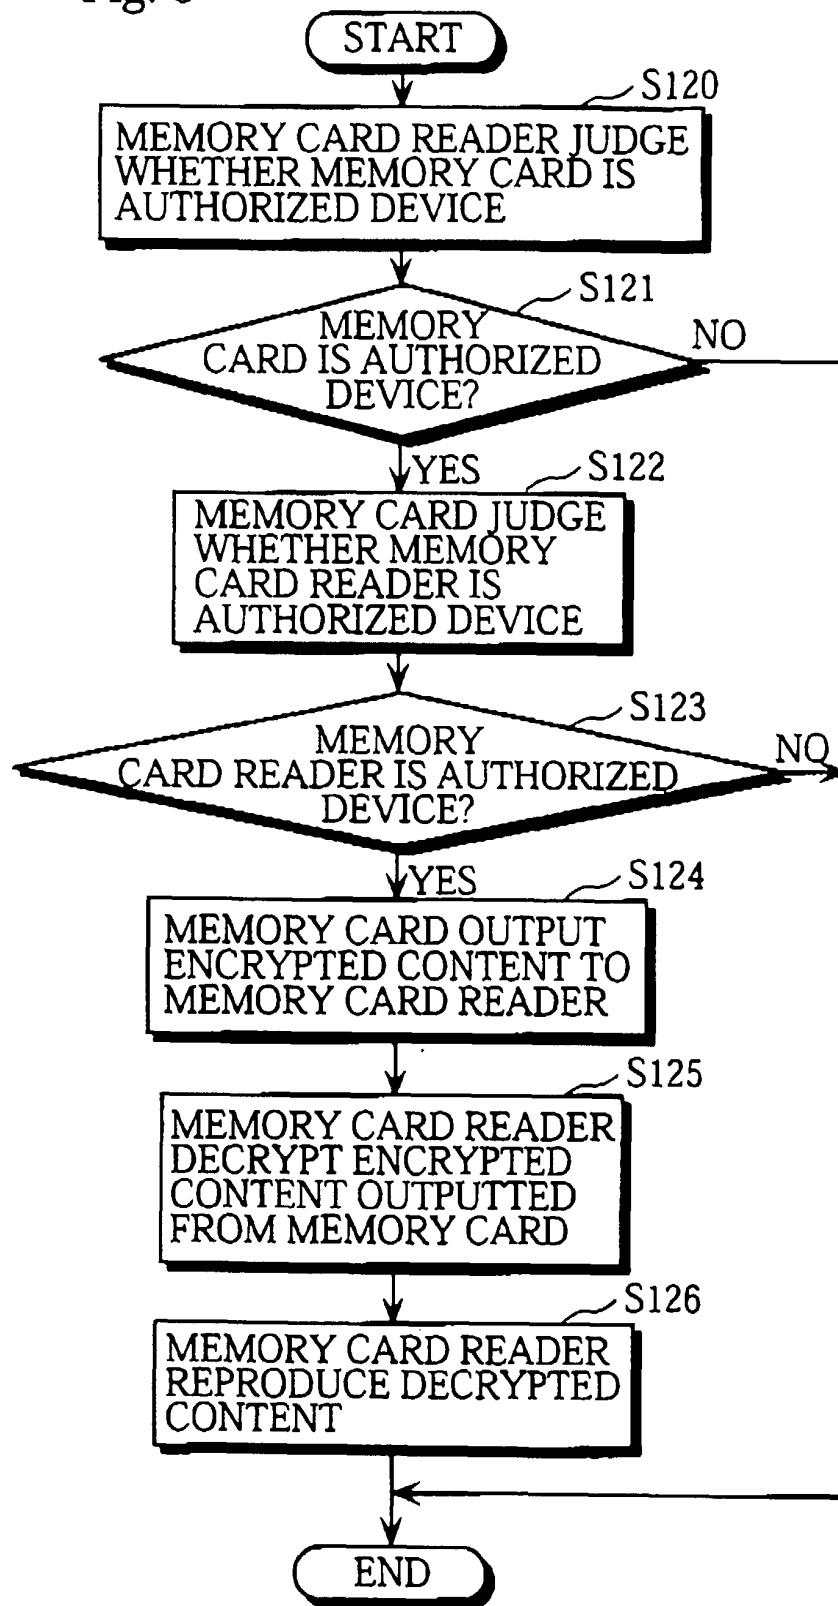 START
S120
MEMORY CARD READER JUDGE
WHETHER MEMORY CARD IS
AUTHORIZED DEVICE
S121
MEMORY
CARD IS AUTHORIZED
DEVICE?
NO
YES
S122
MEMORY CARD JUDGE
WHETHER MEMORY
CARD READER IS
AUTHORIZED DEVICE
S123
MEMORY
CARD READER IS AUTHORIZED
DEVICE?
NO
YES
S124
MEMORY CARD OUTPUT
ENCRYPTED CONTENT TO
MEMORY CARD READER
S125
MEMORY CARD READER
DECRYPT ENCRYPTED
CONTENT OUTPUTTED
FROM MEMORY CARD
S126
MEMORY CARD READER
REPRODUCE DECRYPTED
CONTENT
END